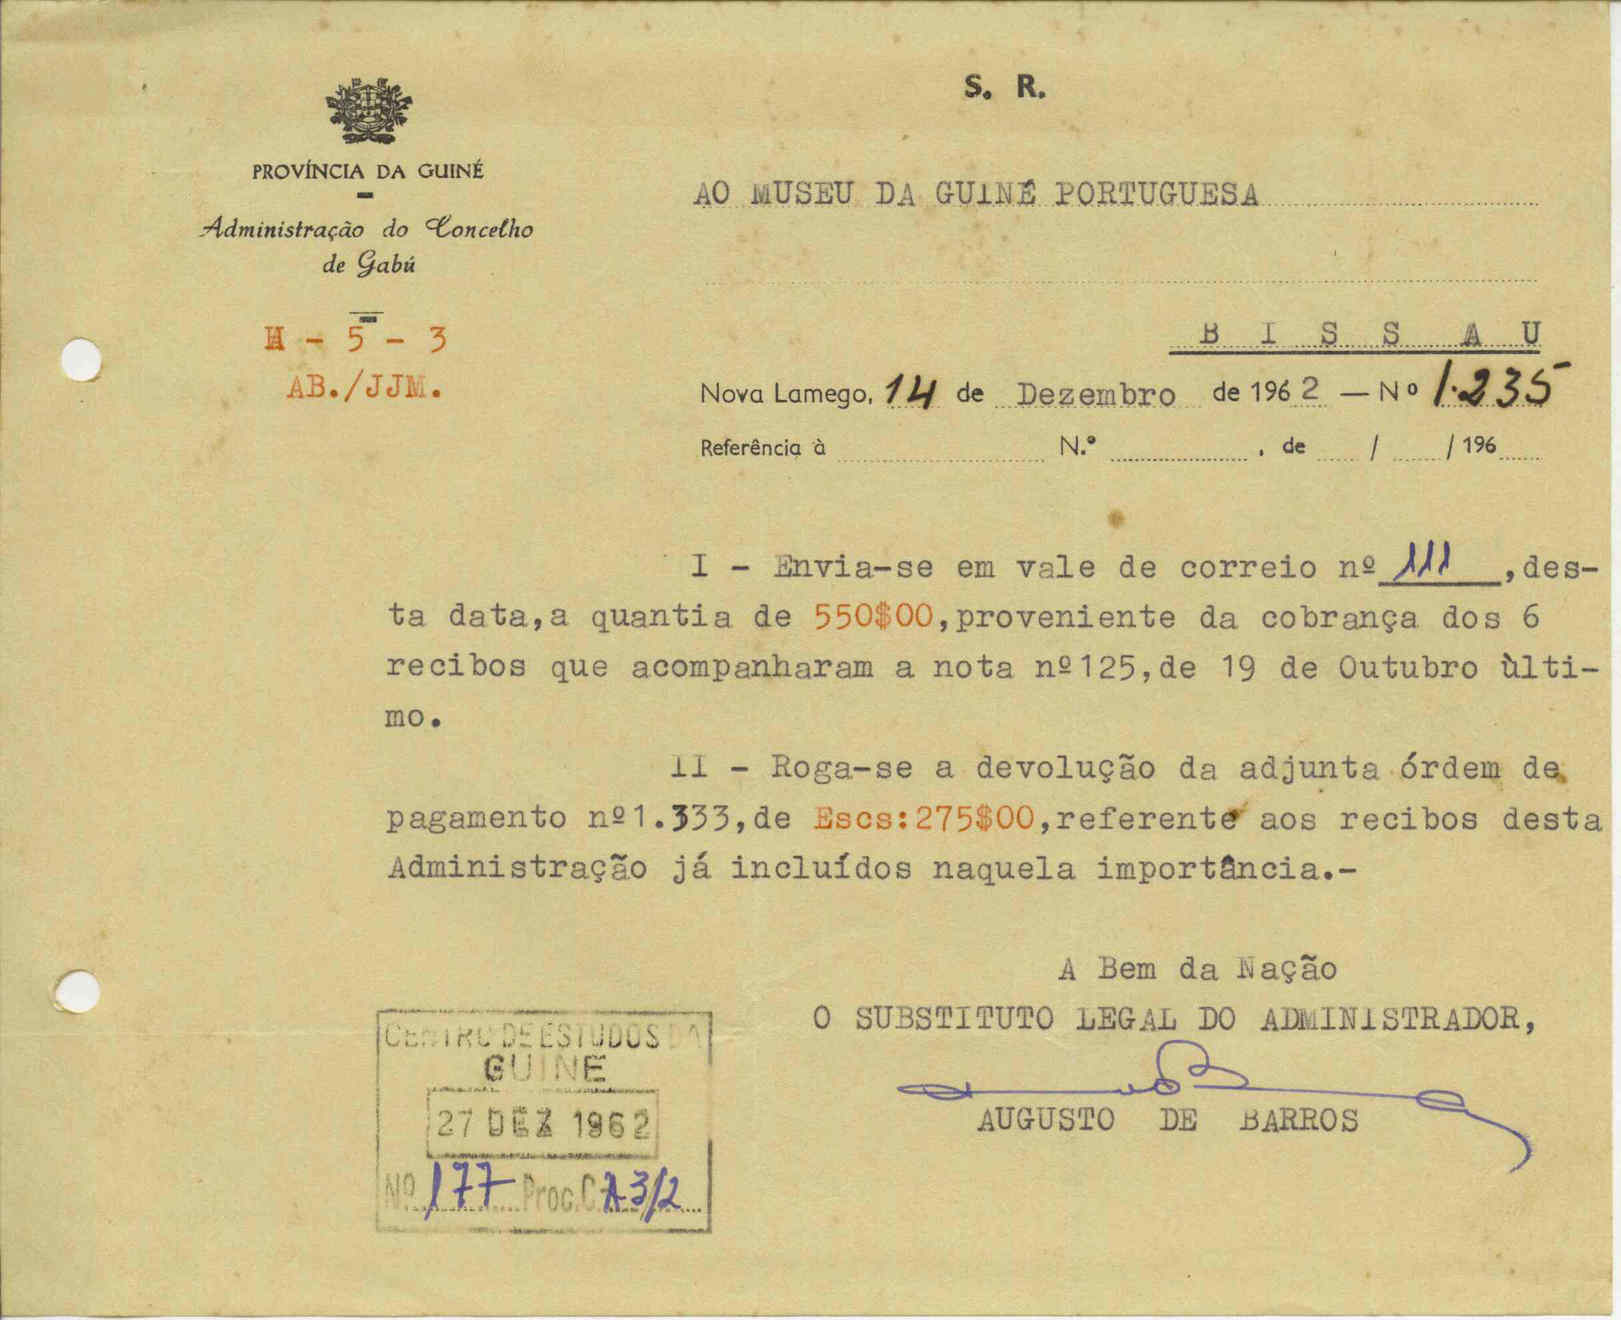 S. R.
PROVÍNCIA DA GUINÉ
Administração do Concelho
de Gabú
H - 5 - 3
AB./JJM.
AO MUSEU DA GUINÉ PORTUGUESA
B I S S A U
Nova Lamego, 14 de Dezembro de 1962 — Nº 1.235
Referência à N.º , de / /196
I - Envia-se em vale de correio nº 111 ,des-
ta data,a quantia de 550$00,proveniente da cobrança dos 6
recibos que acompanharam a nota nº125,de 19 de Outubro ùlti-
mo.
II - Roga-se a devolução da adjunta órdem de
pagamento nº1.333,de Escs:275$00,referente aos recibos desta
Administração já incluídos naquela importância.-
A Bem da Nação
O SUBSTITUTO LEGAL DO ADMINISTRADOR,
AUGUSTO DE BARROS
CENTRO DE ESTUDOS DA
GUINÉ
27 DEZ 1962
Nº 177 Proc. C. A3/2